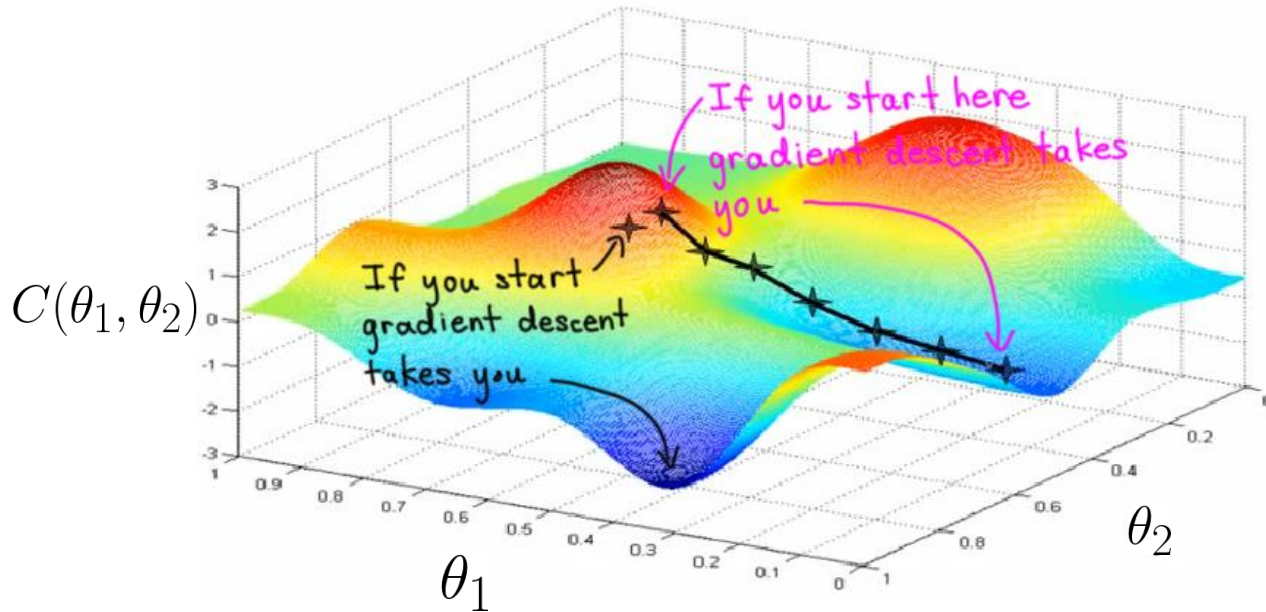 If you start here
gradient descent takes
you
If you start
gradient descent
takes you
C(θ₁, θ₂)
3
2
1
0
-1
-2
-3
1
0.9
0.8
0.7
0.6
0.5
0.4
0.3
0.2
0.1
0
θ₁
1
0.8
0.6
0.4
0.2
θ₂